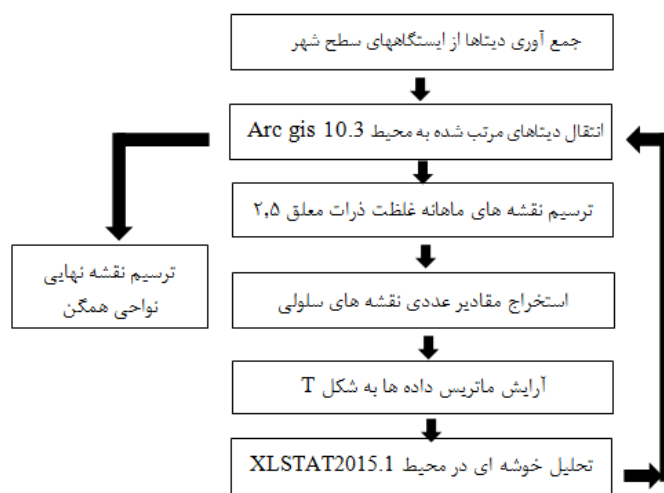 جمع آوری دیتاها از ایستگاههای سطح شهر
انتقال دیتاهای مرتب شده به محیط Arc gis 10.3
ترسیم نقشه های ماهانه غلظت ذرات معلق ۲٫۵
ترسیم نقشه نهایی
نواحی همگن
استخراج مقادیر عددی نقشه های سلولی
آرایش ماتریس داده ها به شکل T
تحلیل خوشه ای در محیط XLSTAT2015.1